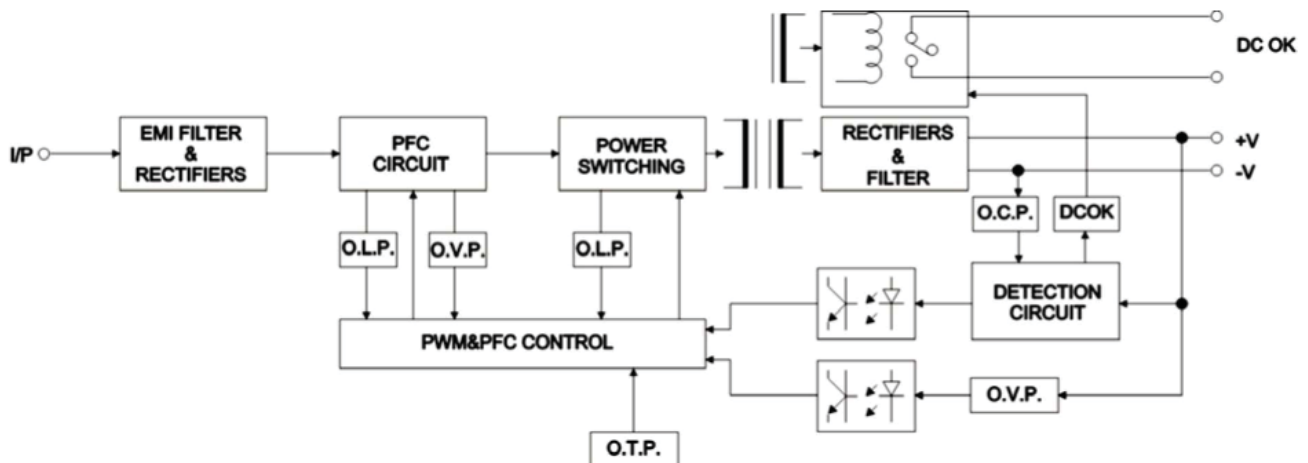 DC OK
I/P
EMI FILTER
&
RECTIFIERS
PFC
CIRCUIT
POWER
SWITCHING
RECTIFIERS
&
FILTER
+V
-V
O.L.P.
O.V.P.
O.L.P.
O.C.P.
DCOK
DETECTION
CIRCUIT
PWM&PFC CONTROL
O.V.P.
O.T.P.